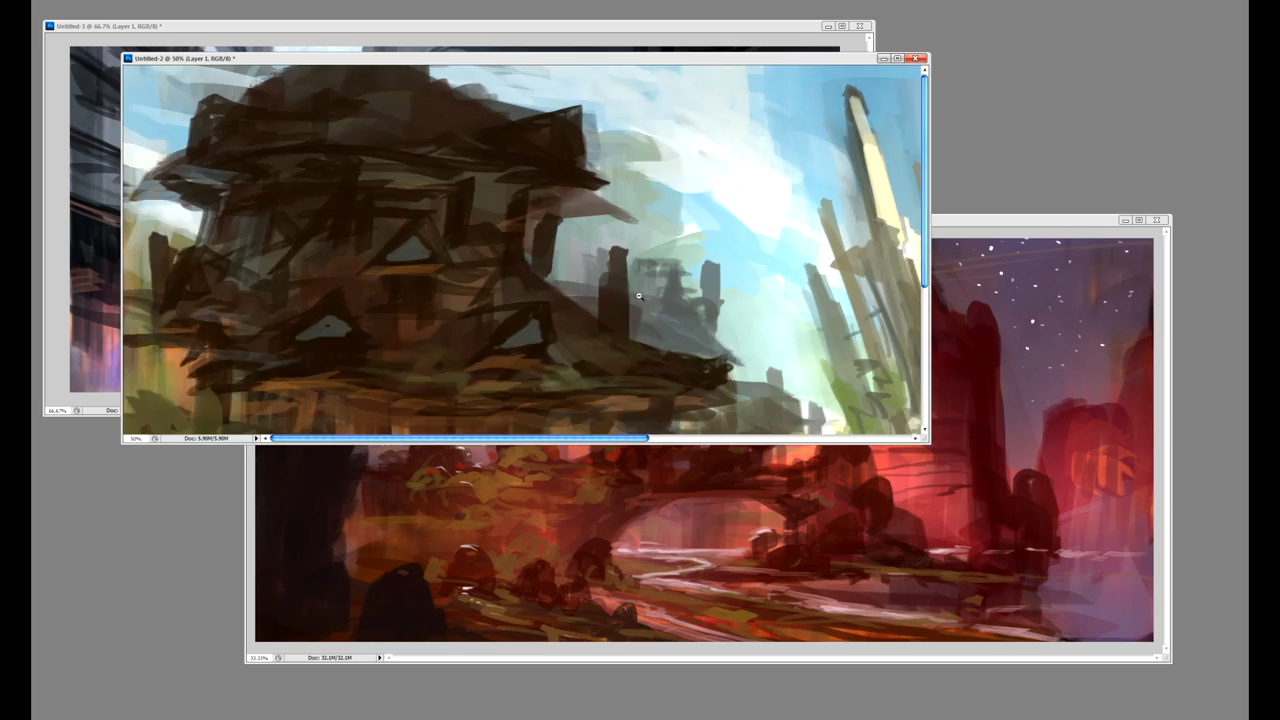 Untitled-3 @ 66.7% (Layer 1, RGB/8) *
Untitled-2 @ 50% (Layer 1, RGB/8) *
66.67%
Doc:
50%
Doc: 5.90M/5.90M
33.33%
Doc: 32.1M/32.1M